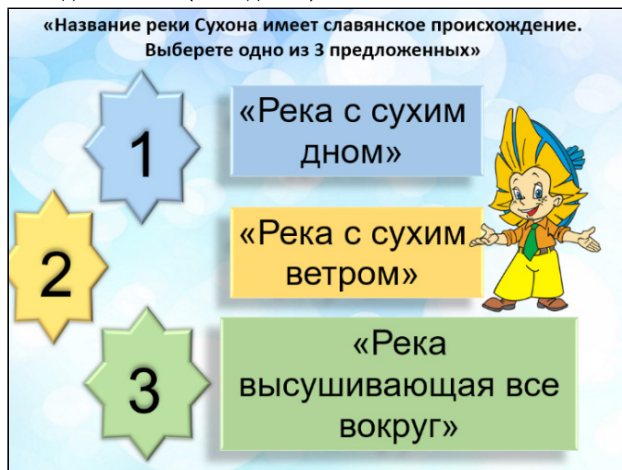 «Название реки Сухона имеет славянское происхождение.
Выберете одно из 3 предложенных»
1
«Река с сухим
дном»
2
«Река с сухим
ветром»
3
«Река
высушивающая все
вокруг»